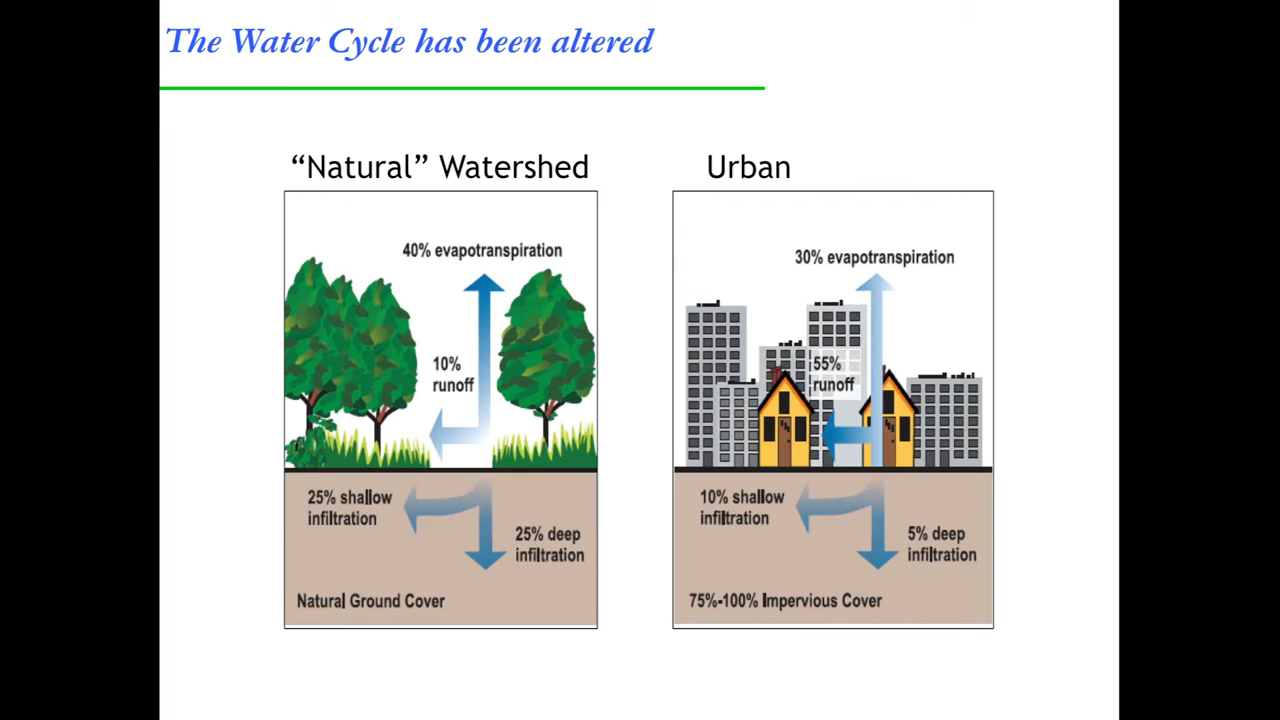 The Water Cycle has been altered
“Natural” Watershed
40% evapotranspiration
10%
runoff
25% shallow
infiltration
25% deep
infiltration
Natural Ground Cover
Urban
30% evapotranspiration
55%
runoff
10% shallow
infiltration
5% deep
infiltration
75%-100% Impervious Cover